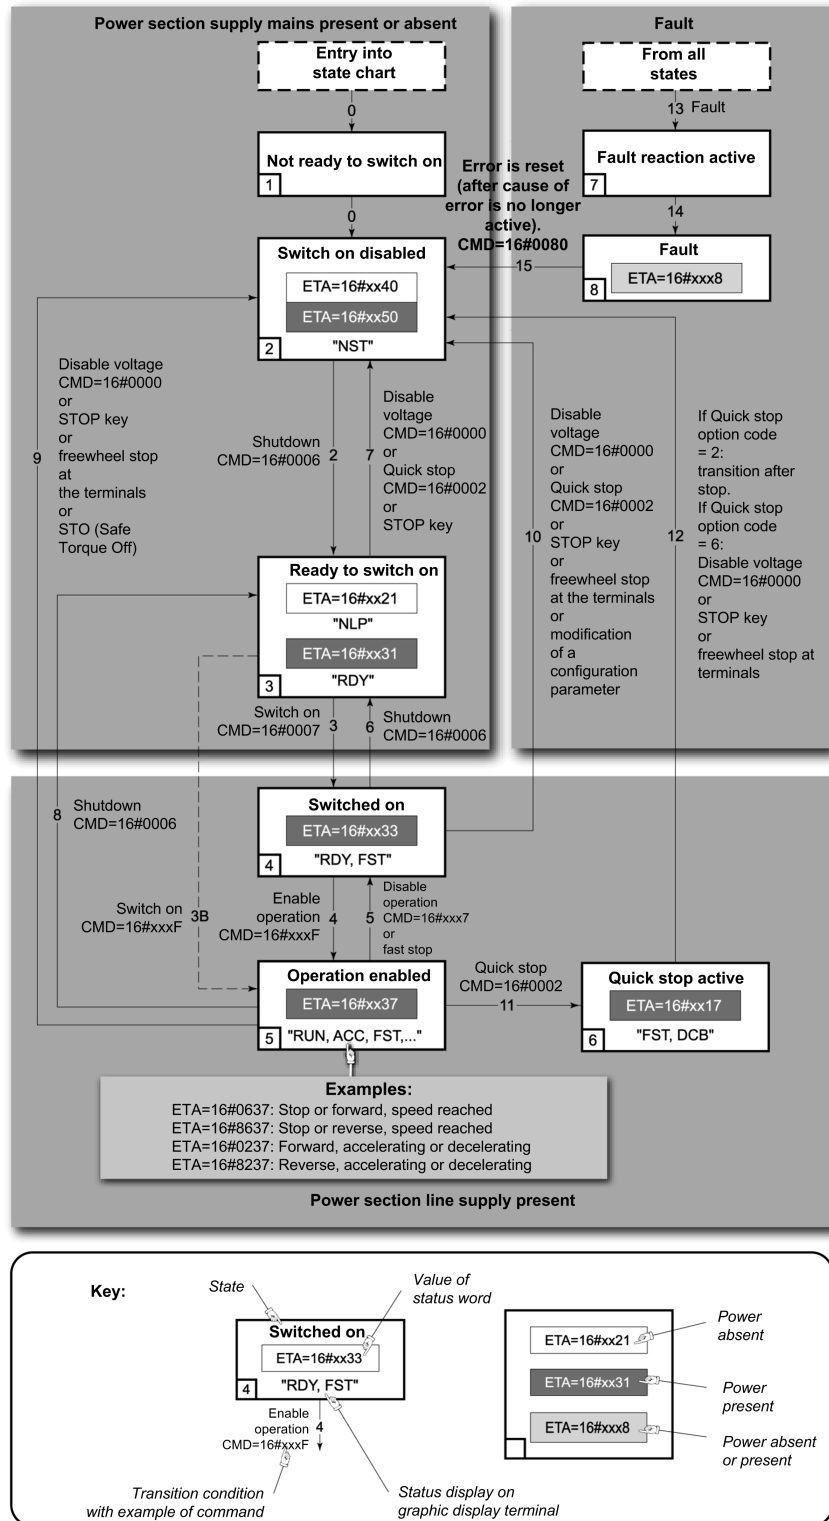 Power section supply mains present or absent
Entry into
state chart
0
Not ready to switch on
1
0
Switch on disabled
ETA=16#xx40
ETA=16#xx50
"NST"
2
9
Disable voltage
CMD=16#0000
or
STOP key
or
freewheel stop
at
the terminals
or
STO (Safe
Torque Off)
Shutdown
CMD=16#0006
2
7
Disable
voltage
CMD=16#0000
or
Quick stop
CMD=16#0002
or
STOP key
Ready to switch on
ETA=16#xx21
"NLP"
ETA=16#xx31
"RDY"
3
Switch on
CMD=16#0007
3
6
Shutdown
CMD=16#0006
Fault
From all
states
13 Fault
Fault reaction active
7
14
Error is reset
(after cause of
error is no longer
active).
CMD=16#0080
15
Fault
ETA=16#xxx8
8
10
Disable
voltage
CMD=16#0000
or
Quick stop
CMD=16#0002
or
STOP key
or
freewheel stop
at the terminals
or
modification
of a
configuration
parameter
12
If Quick stop
option code
= 2:
transition after
stop.
If Quick stop
option code
= 6:
Disable voltage
CMD=16#0000
or
STOP key
or
freewheel stop at
terminals
8
Shutdown
CMD=16#0006
Switched on
ETA=16#xx33
"RDY, FST"
4
Switch on
CMD=16#xxxF
3B
Enable
operation
CMD=16#xxxF
4
5
Disable
operation
CMD=16#xxx7
or
fast stop
Operation enabled
ETA=16#xx37
"RUN, ACC, FST,..."
5
Quick stop
CMD=16#0002
11
Quick stop active
ETA=16#xx17
"FST, DCB"
6
Examples:
ETA=16#0637: Stop or forward, speed reached
ETA=16#8637: Stop or reverse, speed reached
ETA=16#0237: Forward, accelerating or decelerating
ETA=16#8237: Reverse, accelerating or decelerating
Power section line supply present
Key:
State
Value of
status word
Switched on
ETA=16#xx33
"RDY, FST"
4
Enable
operation
CMD=16#xxxF
4
Transition condition
with example of command
Status display on
graphic display terminal
ETA=16#xx21
Power
absent
ETA=16#xx31
Power
present
ETA=16#xxx8
Power absent
or present